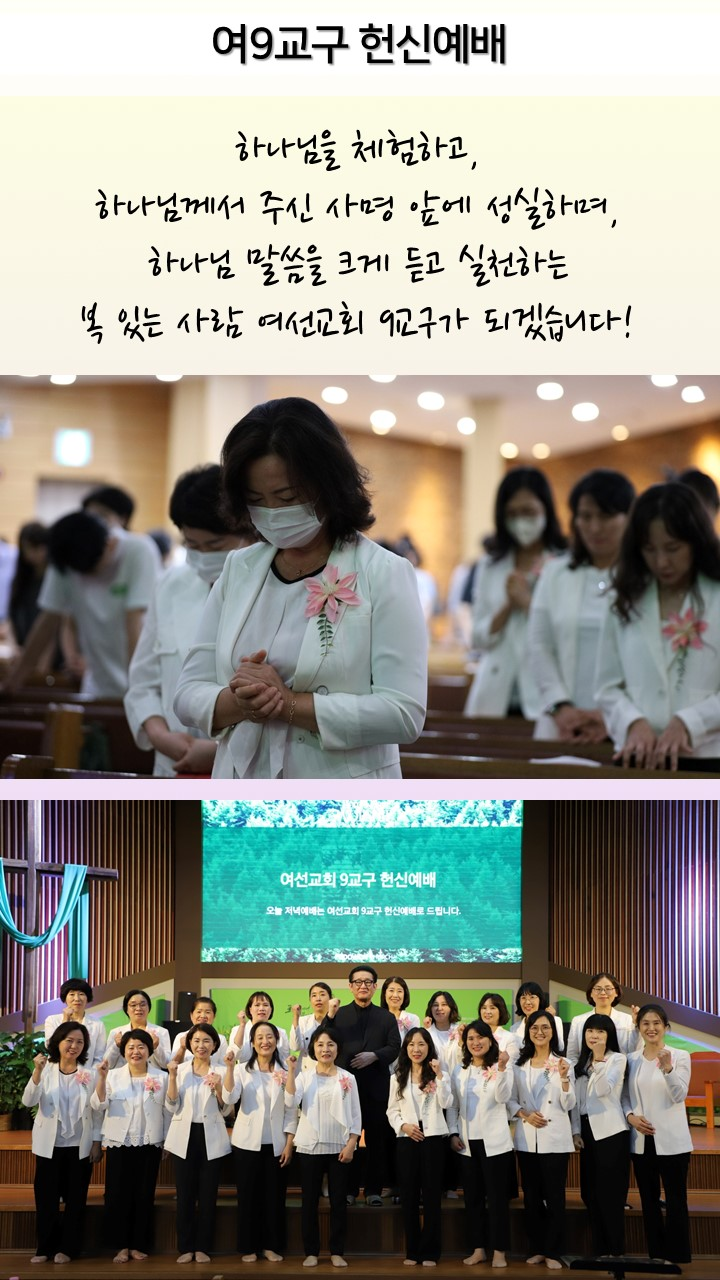 여9교구 헌신예배
하나님을 체험하고,
하나님께서 주신 사명 앞에 성실하며,
하나님 말씀을 크게 듣고 실천하는
복 있는 사람 여선교회 9교구가 되겠습니다!
여선교회 9교구 헌신예배
오늘 저녁예배는 여선교회 9교구 헌신예배로 드립니다.